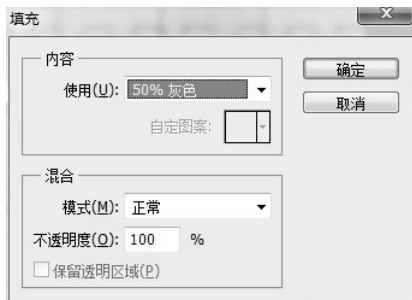 填充
内容
使用(U): 50% 灰色
自定图案:
确定
取消
混合
模式(M): 正常
不透明度(O): 100 %
保留透明区域(P)